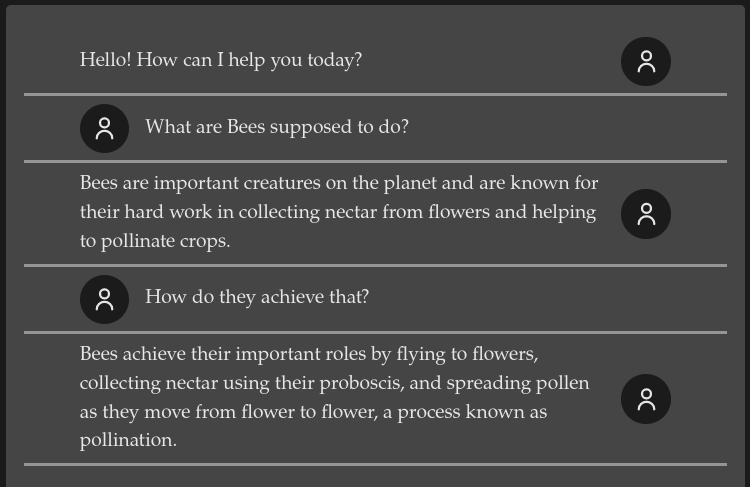 Hello! How can I help you today?
What are Bees supposed to do?
Bees are important creatures on the planet and are known for
their hard work in collecting nectar from flowers and helping
to pollinate crops.
How do they achieve that?
Bees achieve their important roles by flying to flowers,
collecting nectar using their proboscis, and spreading pollen
as they move from flower to flower, a process known as
pollination.